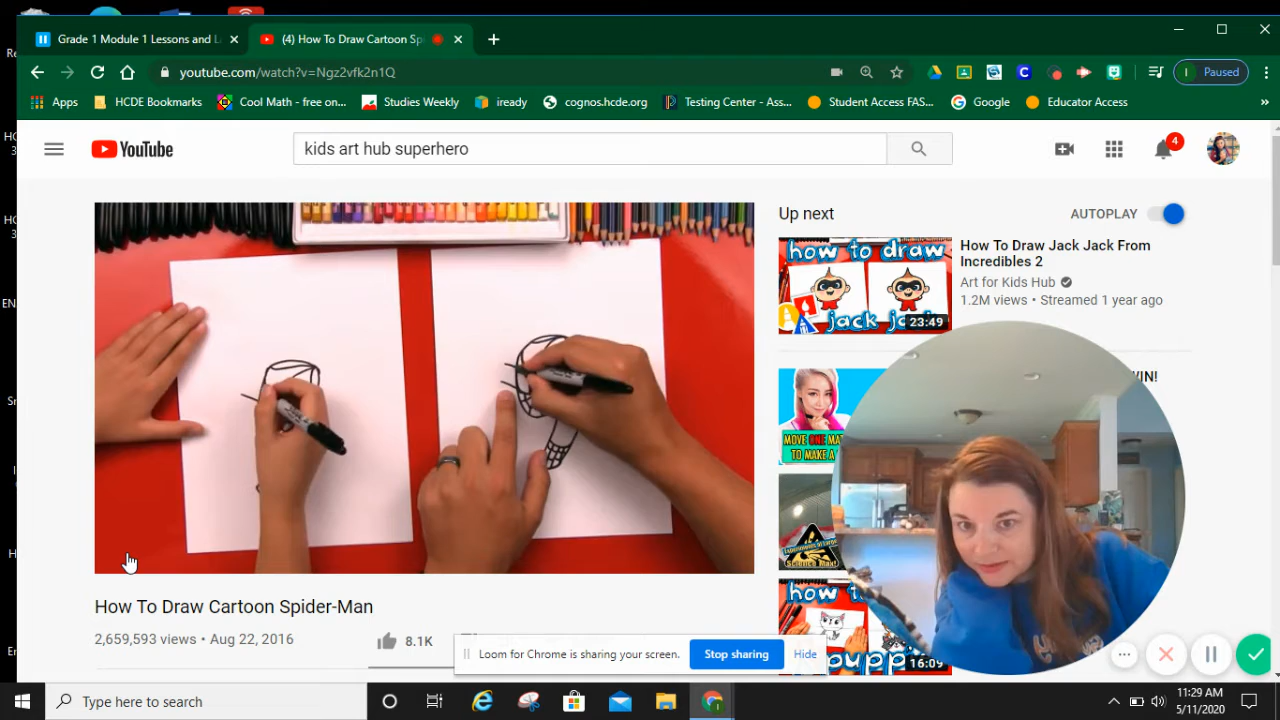 Grade 1 Module 1 Lessons and L
(4) How To Draw Cartoon Sp
youtube.com/watch?v=Ngz2vfk2n1Q
Paused
Apps
HCDE Bookmarks
Cool Math - free on...
Studies Weekly
iready
cognos.hcde.org
Testing Center - Ass...
Student Access FAS...
Google
Educator Access
YouTube
kids art hub superhero
4
Up next
AUTOPLAY
how to draw
jack jack
23:49
How To Draw Jack Jack From
Incredibles 2
Art for Kids Hub
1.2M views • Streamed 1 year ago
WIN!
MOVE ONE MA
TO MAKE A
how to
16:09
How To Draw Cartoon Spider-Man
2,659,593 views • Aug 22, 2016
8.1K
Loom for Chrome is sharing your screen.
Stop sharing
Hide
Type here to search
11:29 AM
5/11/2020